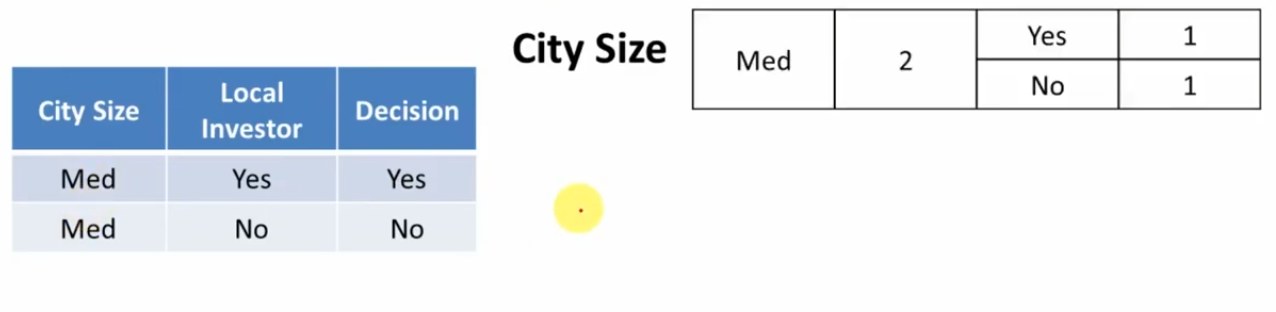 City Size
Local Investor
Decision
Med Yes Yes
Med No No
City Size
Med 2 Yes 1
No 1